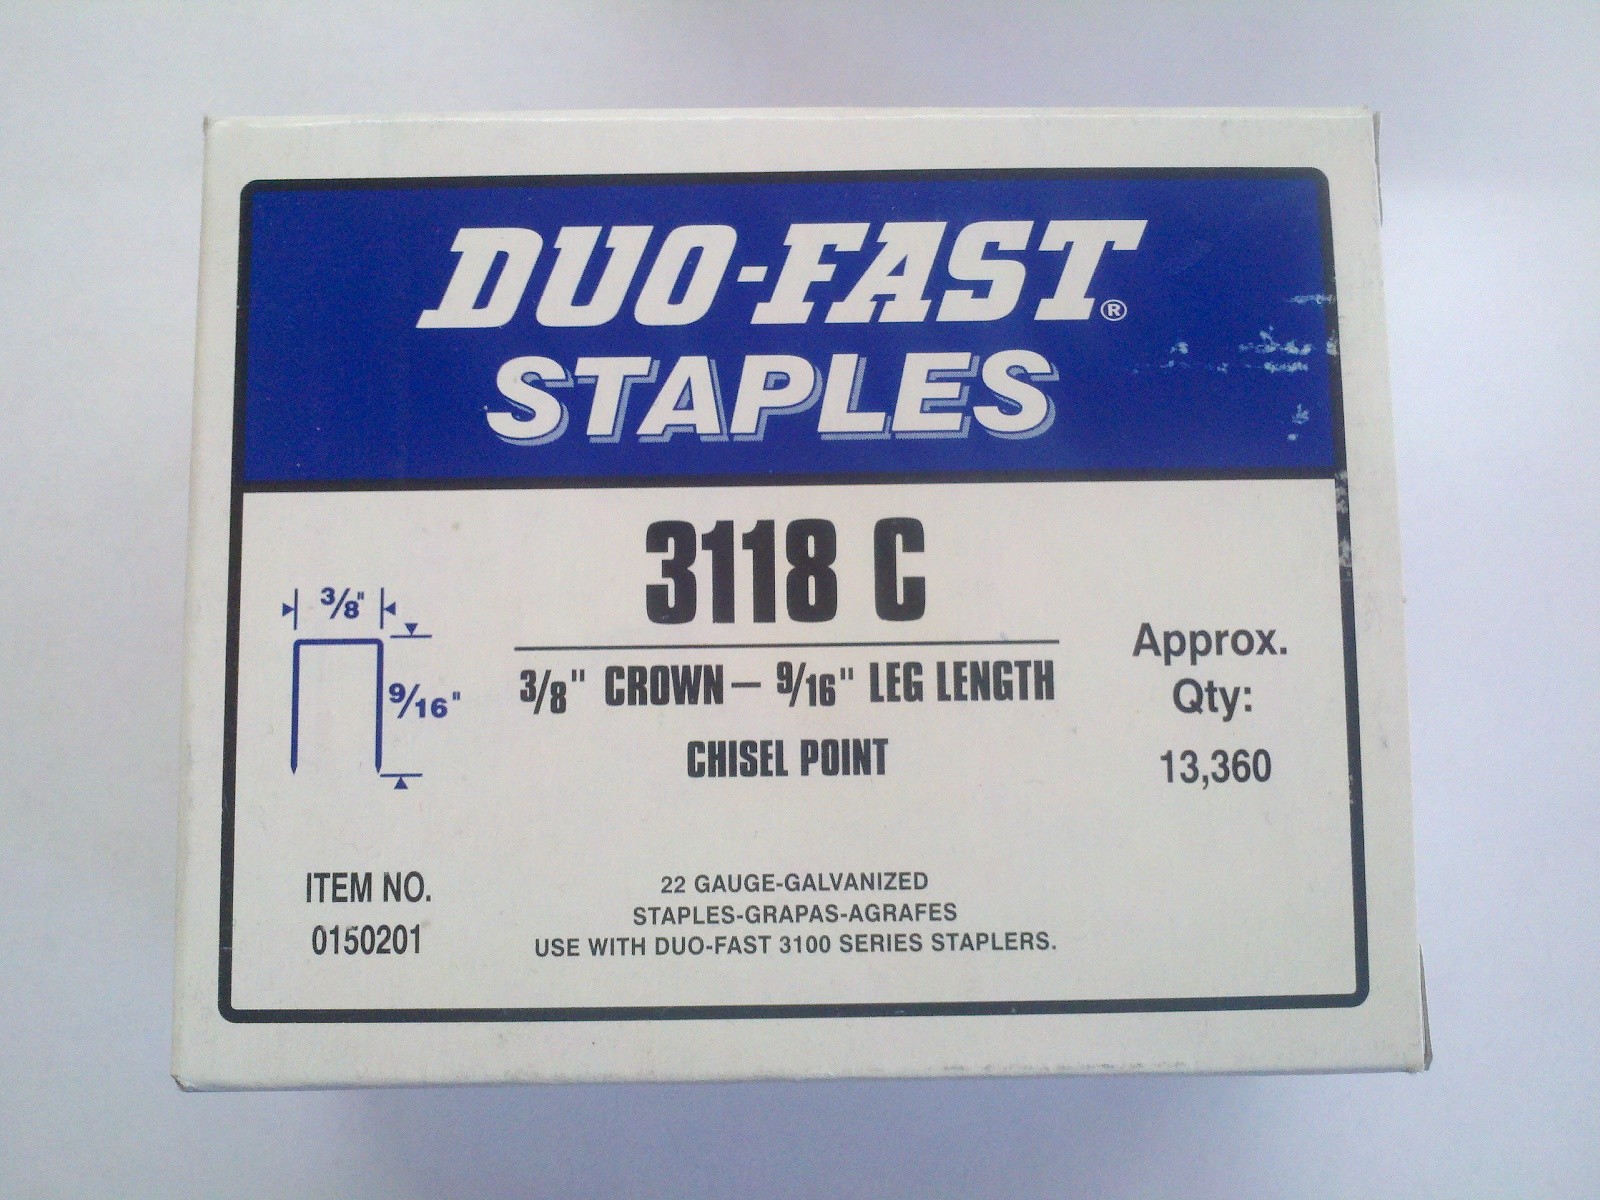 DUO-FAST®
STAPLES
3118 C
3/8" CROWN – 9/16" LEG LENGTH
CHISEL POINT
3/8"
9/16"
Approx.
Qty:
13,360
ITEM NO.
0150201
22 GAUGE-GALVANIZED
STAPLES-GRAPAS-AGRAFES
USE WITH DUO-FAST 3100 SERIES STAPLERS.